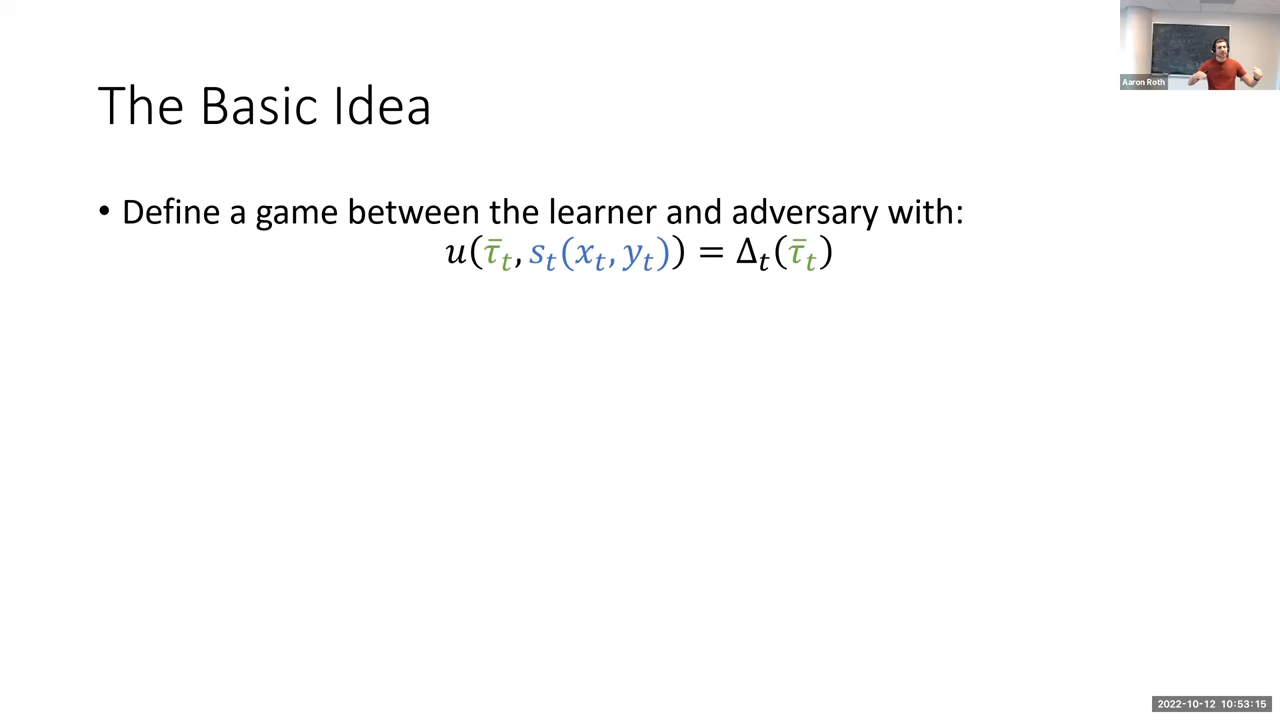 The Basic Idea
• Define a game between the learner and adversary with:
u(τ̄ₜ, sₜ(xₜ, yₜ)) = Δₜ(τ̄ₜ)
Aaron Roth
2022-10-12 10:53:15